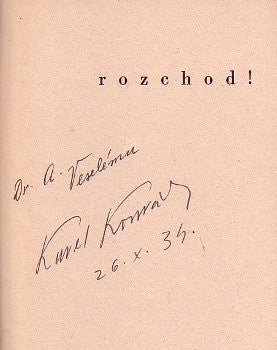 rozchod!
Dr. A. Veselému
Karel Konrád
26. X. 34.